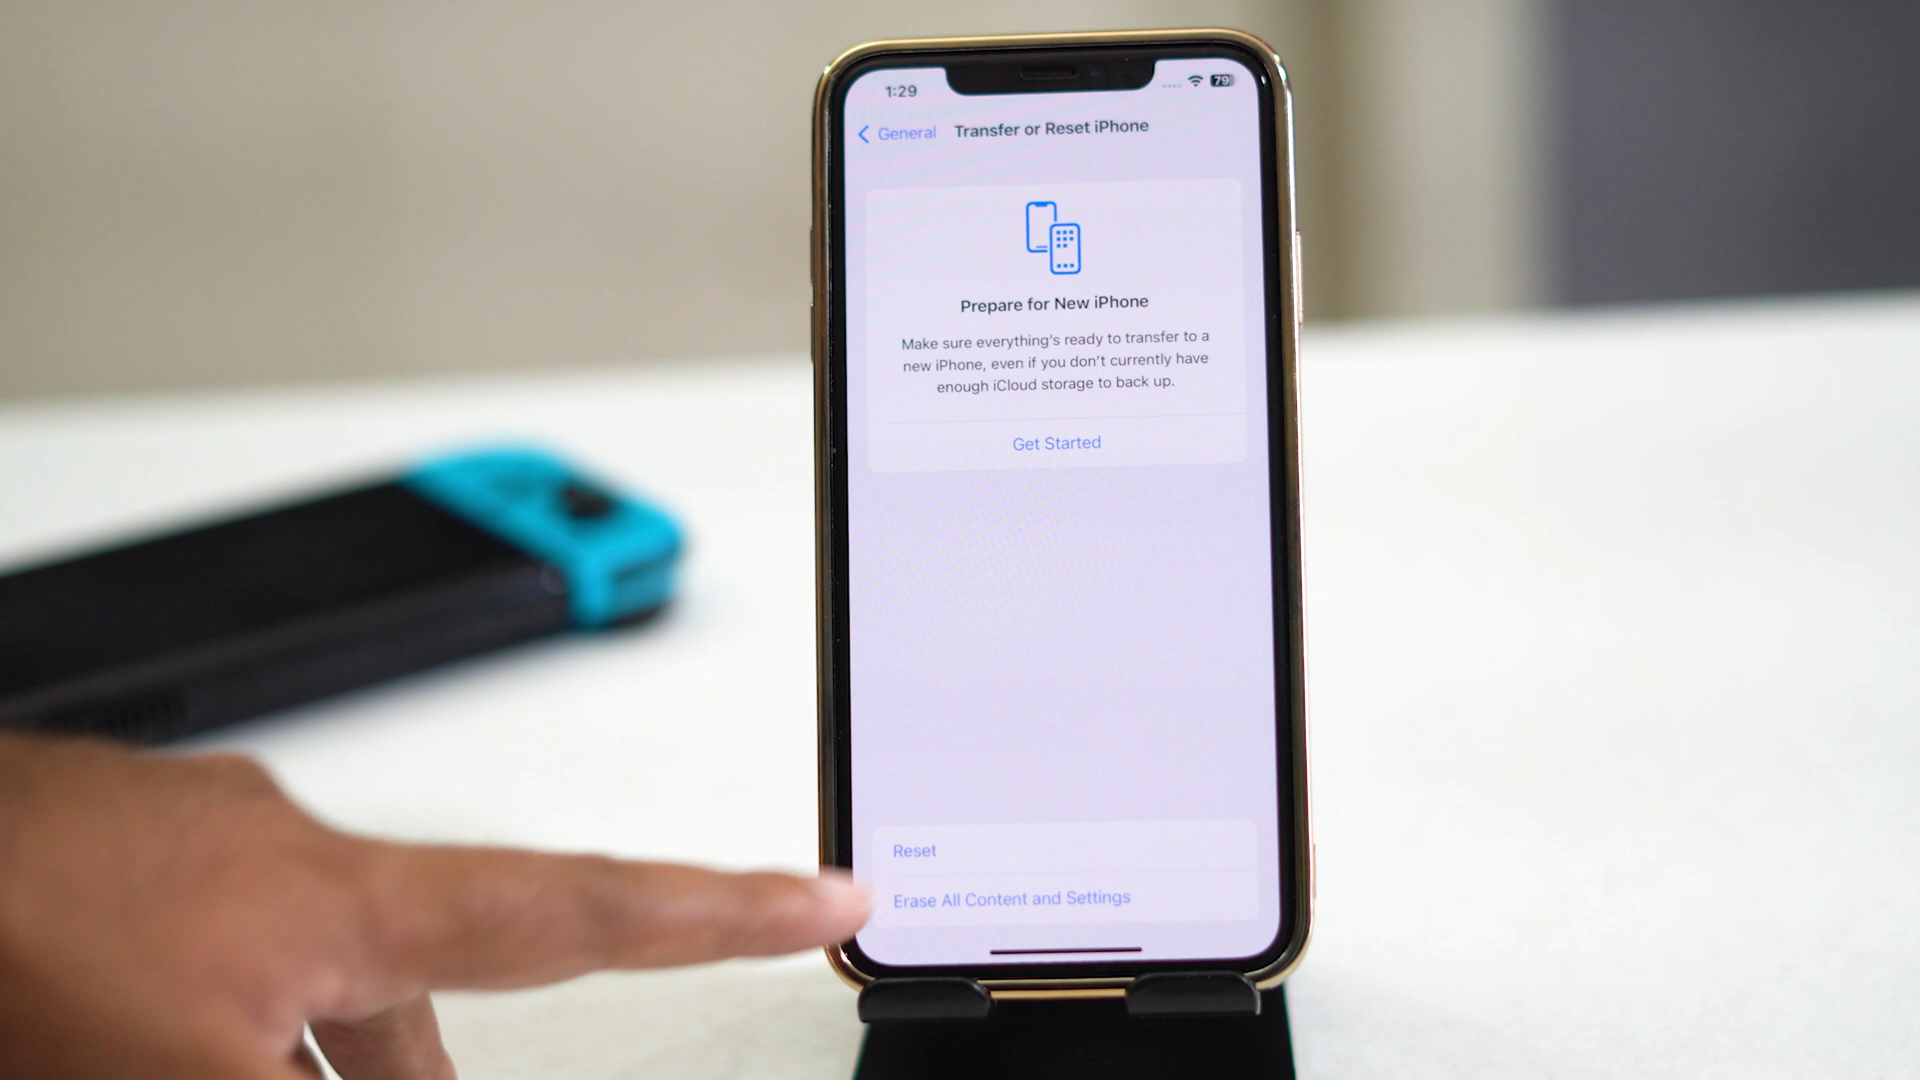 1:29
79
General
Transfer or Reset iPhone
Prepare for New iPhone
Make sure everything's ready to transfer to a
new iPhone, even if you don't currently have
enough iCloud storage to back up.
Get Started
Reset
Erase All Content and Settings